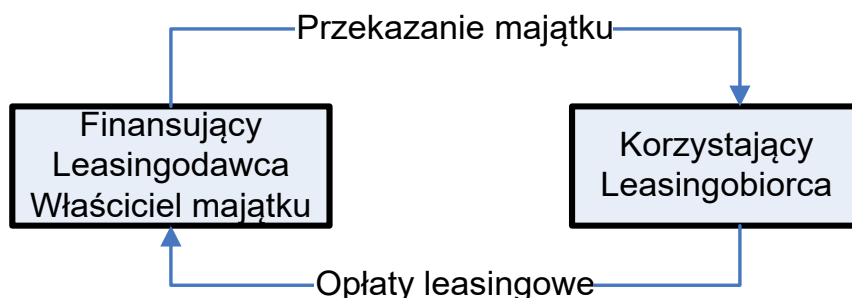 Przekazanie majątku
Finansujący
Leasingodawca
Właściciel majątku
Korzystający
Leasingobiorca
Opłaty leasingowe